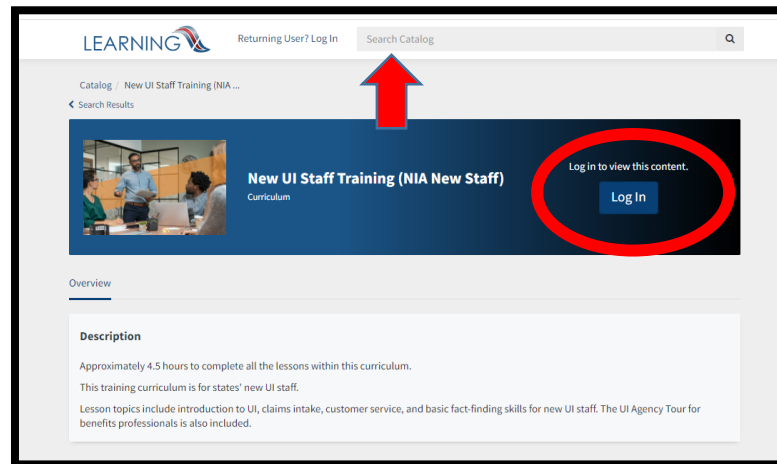 LEARNING
Returning User? Log In
Search Catalog
Catalog / New UI Staff Training (NIA ...
Search Results
New UI Staff Training (NIA New Staff)
Curriculum
Log in to view this content.
Log In
Overview
Description
Approximately 4.5 hours to complete all the lessons within this curriculum.
This training curriculum is for states' new UI staff.
Lesson topics include introduction to UI, claims intake, customer service, and basic fact-finding skills for new UI staff. The UI Agency Tour for
benefits professionals is also included.